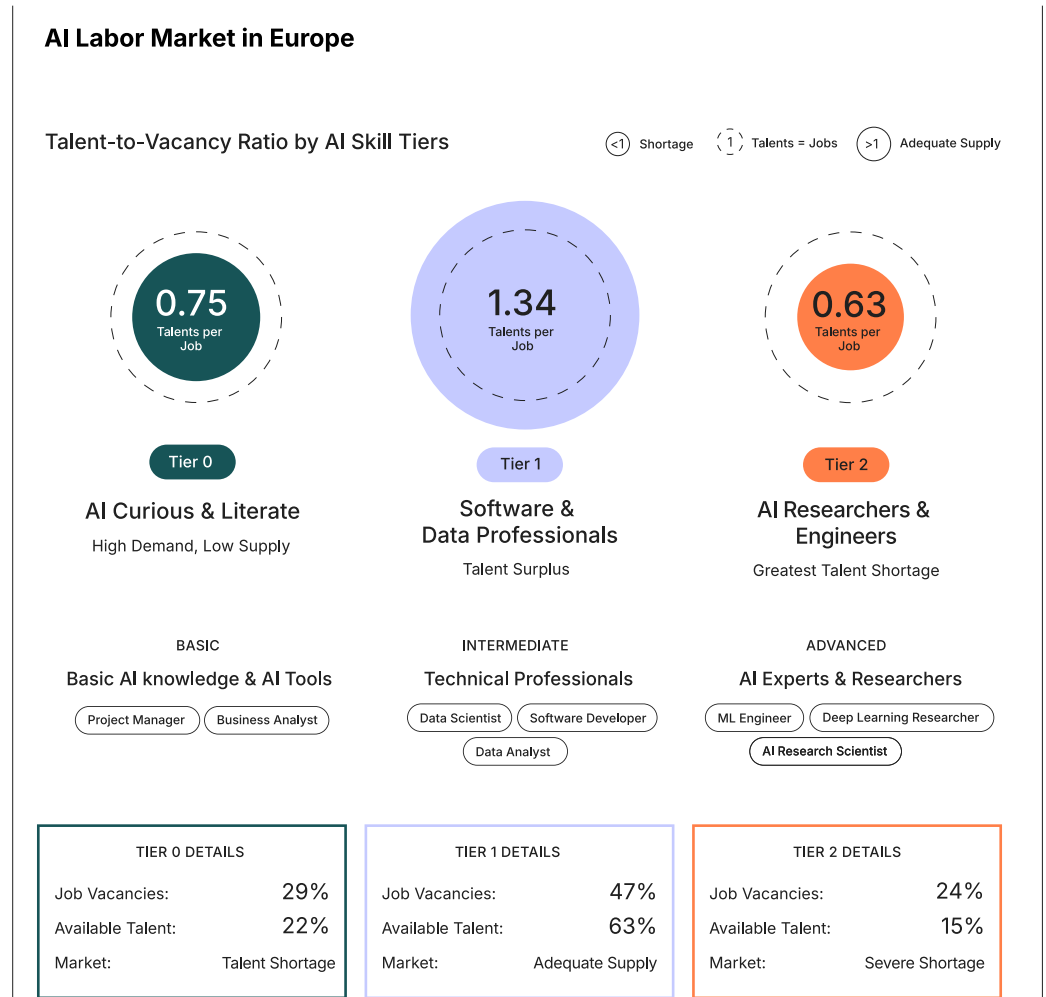 AI Labor Market in Europe
Talent-to-Vacancy Ratio by AI Skill Tiers
<1 Shortage
1 Talents = Jobs
>1 Adequate Supply
0.75
Talents per
Job
1.34
Talents per
Job
0.63
Talents per
Job
Tier 0
AI Curious & Literate
High Demand, Low Supply
Tier 1
Software &
Data Professionals
Talent Surplus
Tier 2
AI Researchers &
Engineers
Greatest Talent Shortage
BASIC
Basic AI knowledge & AI Tools
Project Manager
Business Analyst
INTERMEDIATE
Technical Professionals
Data Scientist
Software Developer
Data Analyst
ADVANCED
AI Experts & Researchers
ML Engineer
Deep Learning Researcher
AI Research Scientist
TIER 0 DETAILS
Job Vacancies: 29%
Available Talent: 22%
Market: Talent Shortage
TIER 1 DETAILS
Job Vacancies: 47%
Available Talent: 63%
Market: Adequate Supply
TIER 2 DETAILS
Job Vacancies: 24%
Available Talent: 15%
Market: Severe Shortage